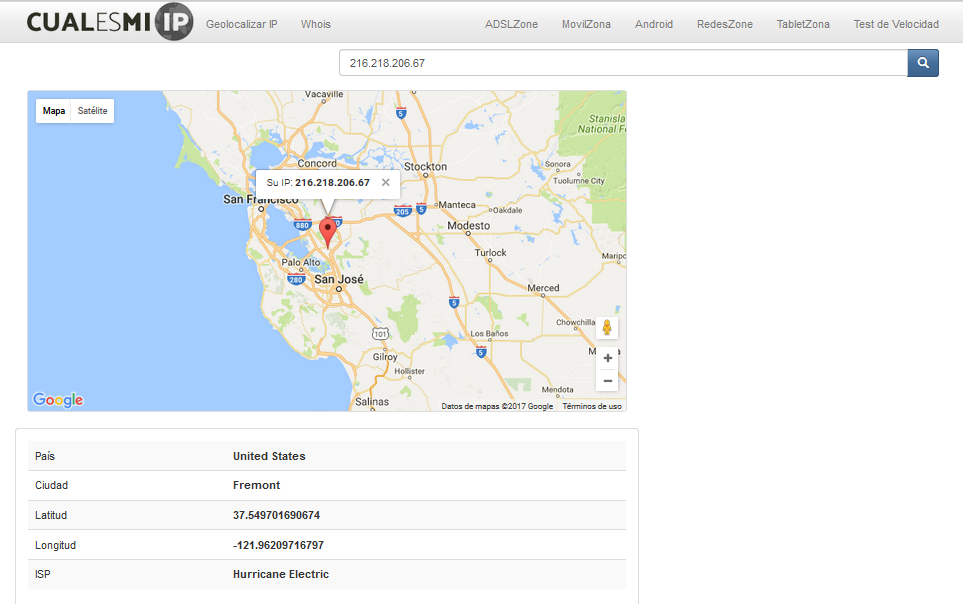 CUALESMI IP Geolocalizar IP Whois ADSLZone MovilZona Android RedesZone TabletZona Test de Velocidad
216.218.206.67
Mapa Satélite
Vacaville
5
Stanisla
National Fo
Concord
Stockton
Sonora
Tuolumne City
Su IP: 216.218.206.67 ×
San Francisco
205 5
Manteca
Oakdale
880
Modesto
Palo Alto
Turlock
Maripo
280
San José
Merced
5
Chowchilla
101
Los Baños
5
Gilroy
Hollister
Mendota
Salinas
+
−
Google
Datos de mapas ©2017 Google Términos de uso
País United States
Ciudad Fremont
Latitud 37.549701690674
Longitud -121.96209716797
ISP Hurricane Electric